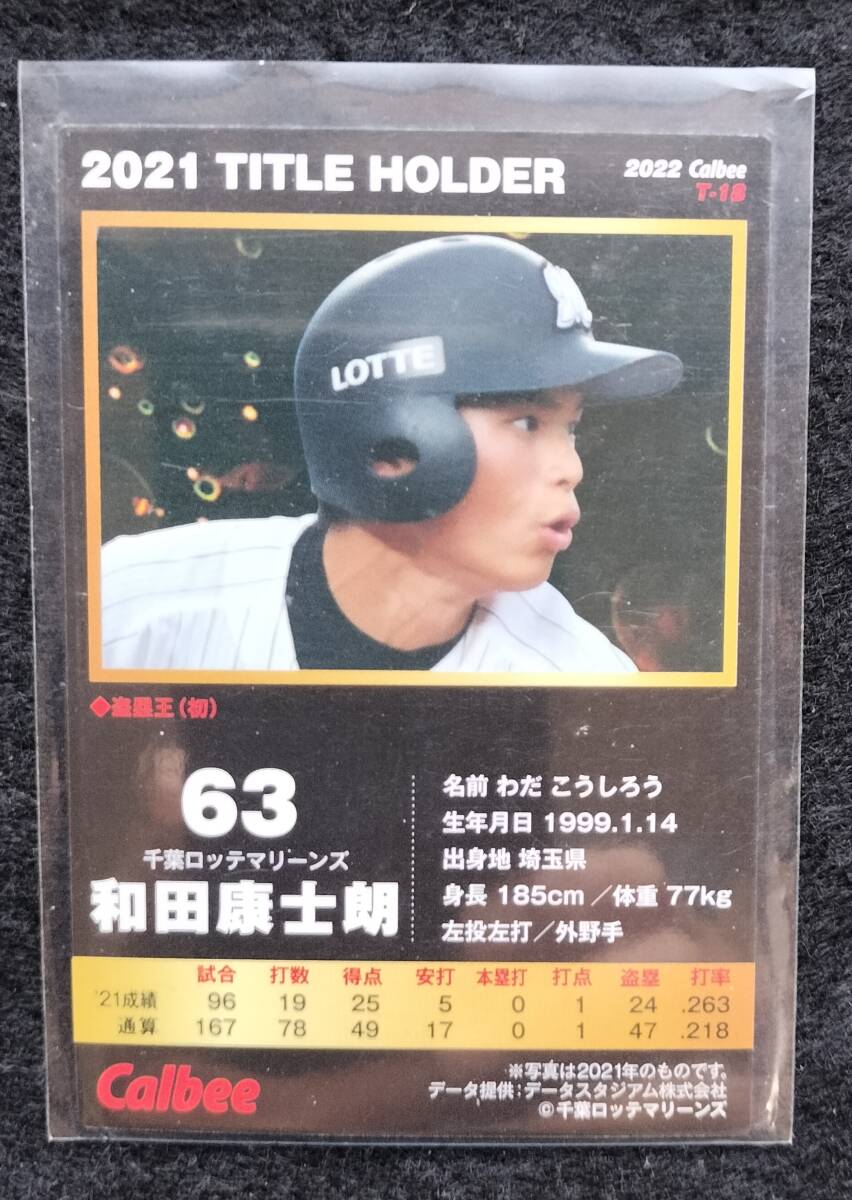 2021 TITLE HOLDER
2022 Calbee
T-18
LOTTE
◆盗塁王(初)
63
千葉ロッテマリーンズ
和田康士朗
名前 わだ こうしろう
生年月日 1999.1.14
出身地 埼玉県
身長 185cm/体重 77kg
左投左打/外野手
試合 打数 得点 安打 本塁打 打点 盗塁 打率
'21成績 96 19 25 5 0 1 24 .263
通算 167 78 49 17 0 1 47 .218
Calbee
※写真は2021年のものです。
データ提供:データスタジアム株式会社
©千葉ロッテマリーンズ